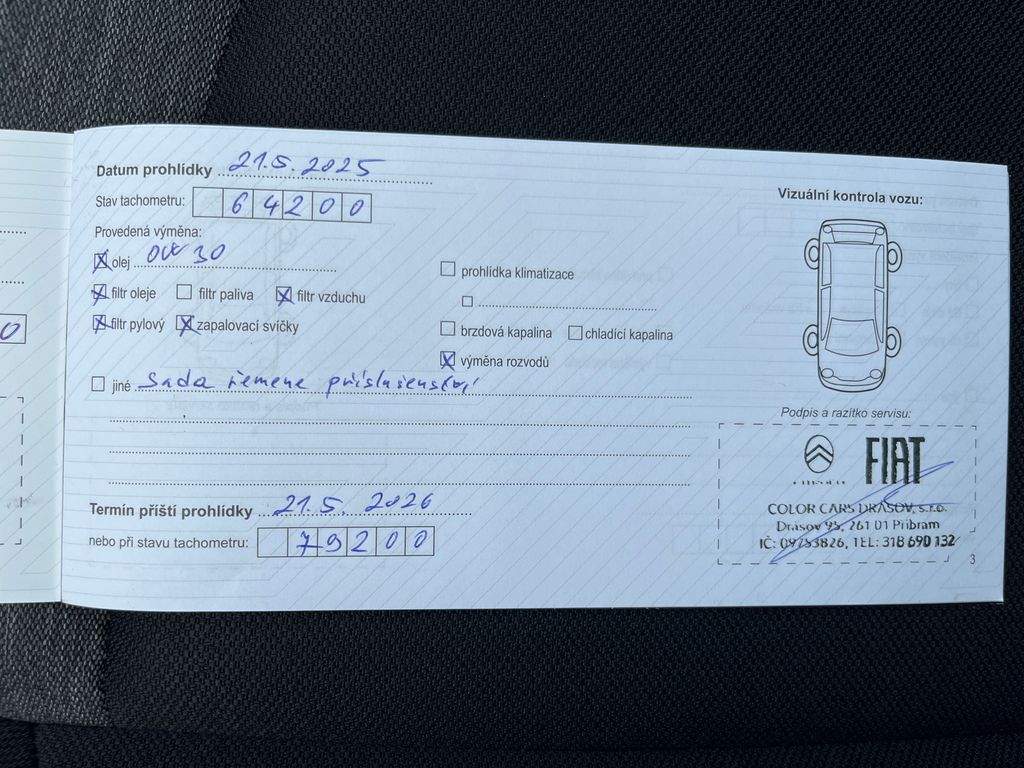 Datum prohlídky 21.5.2025
Stav tachometru: 64200
Provedená výměna:
olej 0W30
filtr oleje filtr paliva filtr vzduchu
filtr pylový zapalovací svíčky
jiné Sada řemene příslušenství
prohlídka klimatizace
brzdová kapalina chladící kapalina
výměna rozvodů
Termín příští prohlídky 21.5. 2026
nebo při stavu tachometru: 79200
Vizuální kontrola vozu:
Podpis a razítko servisu:
FIAT
COLOR CARS DRASOV, s.r.o.
Drásov 95, 261 01 Příbram
IČ: 09753826, TEL: 318 690 132
3
0